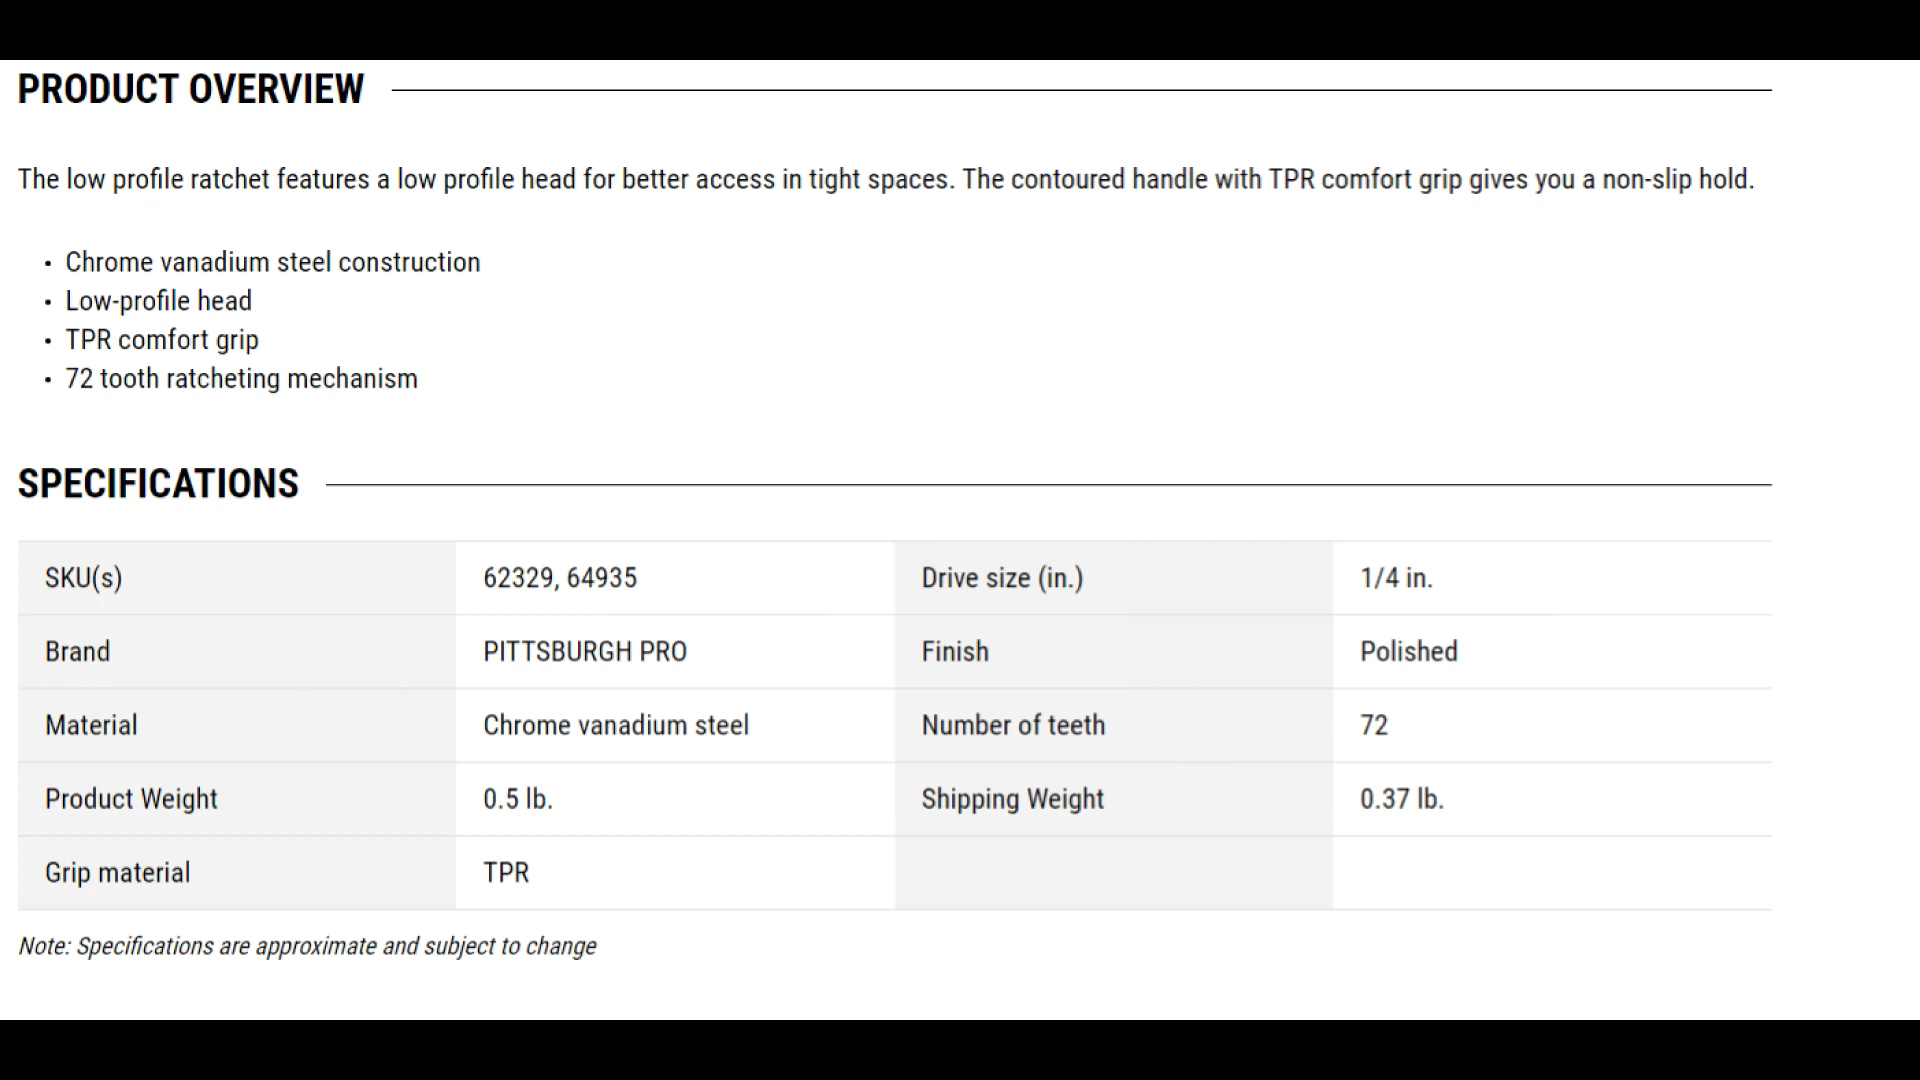 PRODUCT OVERVIEW
The low profile ratchet features a low profile head for better access in tight spaces. The contoured handle with TPR comfort grip gives you a non-slip hold.
• Chrome vanadium steel construction
• Low-profile head
• TPR comfort grip
• 72 tooth ratcheting mechanism
SPECIFICATIONS
SKU(s) 62329, 64935 Drive size (in.) 1/4 in.
Brand PITTSBURGH PRO Finish Polished
Material Chrome vanadium steel Number of teeth 72
Product Weight 0.5 lb. Shipping Weight 0.37 lb.
Grip material TPR
Note: Specifications are approximate and subject to change